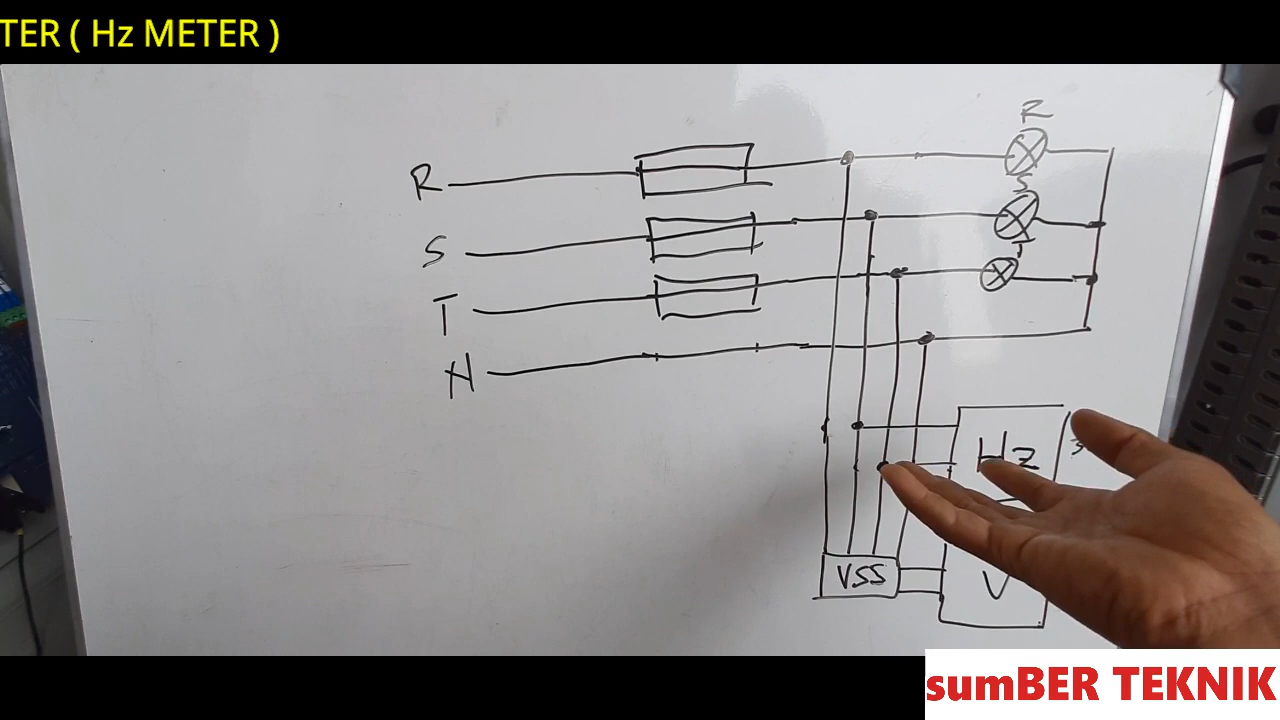 TER ( Hz METER )
R
R
S
S
T
T
N
Hz
VSS
V
sumBER TEKNIK